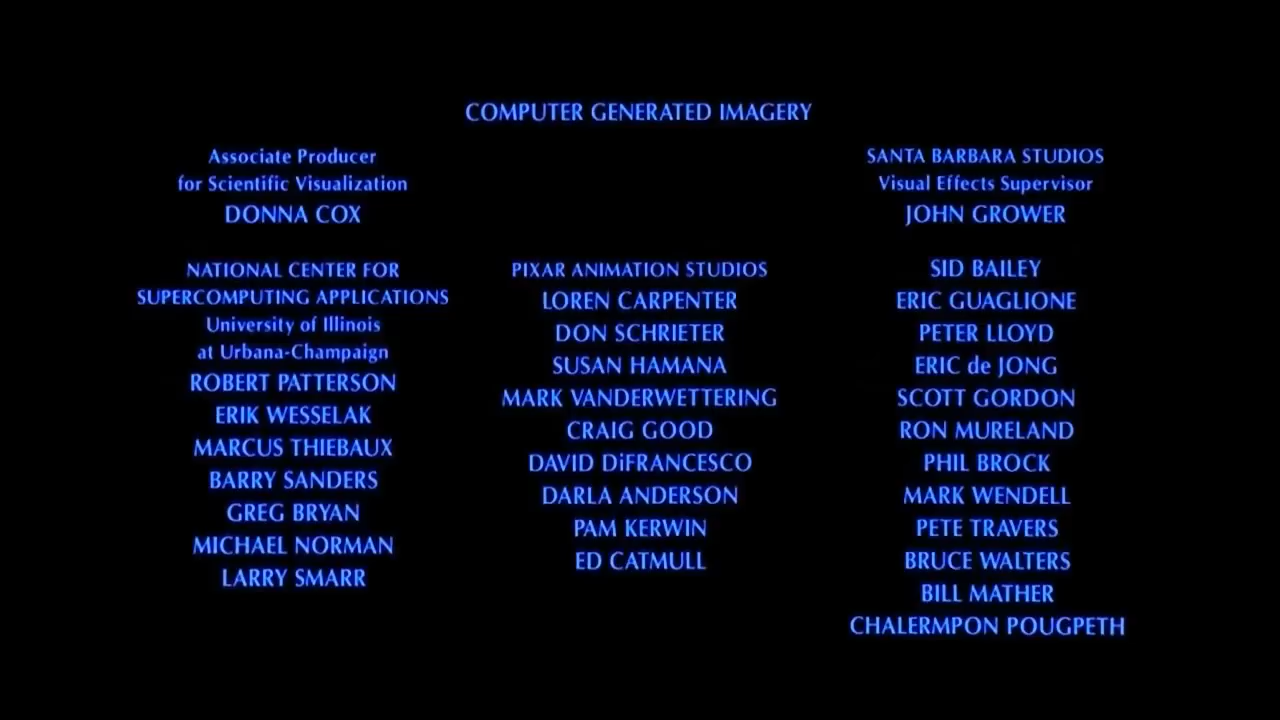 COMPUTER GENERATED IMAGERY
Associate Producer
for Scientific Visualization
DONNA COX
NATIONAL CENTER FOR
SUPERCOMPUTING APPLICATIONS
University of Illinois
at Urbana-Champaign
ROBERT PATTERSON
ERIK WESSELAK
MARCUS THIEBAUX
BARRY SANDERS
GREG BRYAN
MICHAEL NORMAN
LARRY SMARR
PIXAR ANIMATION STUDIOS
LOREN CARPENTER
DON SCHRIETER
SUSAN HAMANA
MARK VANDERWETTERING
CRAIG GOOD
DAVID DiFRANCESCO
DARLA ANDERSON
PAM KERWIN
ED CATMULL
SANTA BARBARA STUDIOS
Visual Effects Supervisor
JOHN GROWER
SID BAILEY
ERIC GUAGLIONE
PETER LLOYD
ERIC de JONG
SCOTT GORDON
RON MURELAND
PHIL BROCK
MARK WENDELL
PETE TRAVERS
BRUCE WALTERS
BILL MATHER
CHALERMPON POUGPETH